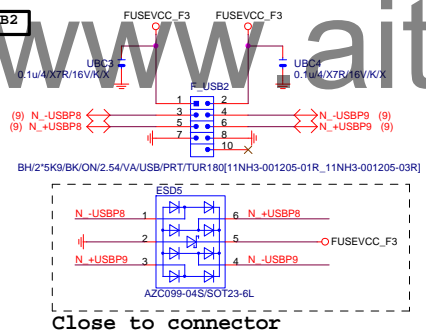 B2
www.ait
FUSEVCC_F3 FUSEVCC_F3
UBC3
0.1u/4/X7R/16V/K/X
UBC4
0.1u/4/X7R/16V/K/X
F_USB2
1 2
(9) N_-USBP8 3 4 N_-USBP9 (9)
(9) N_+USBP8 5 6 N_+USBP9 (9)
7 8
10
BH/2*5K9/BK/ON/2.54/VA/USB/PRT/TUR180[11NH3-001205-01R_11NH3-001205-03R]
ESD5
N_-USBP8 1 6 N_+USBP8
2 5 FUSEVCC_F3
N_+USBP9 3 4 N_-USBP9
AZC099-04S/SOT23-6L
Close to connector